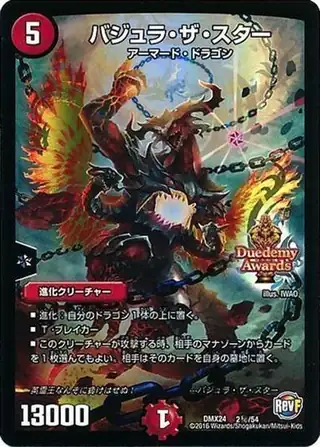 5
バジュラ・ザ・スター
アーマード・ドラゴン
Duedemy
Awards
illus. IWAO
進化クリーチャー
進化：自分のドラゴン1体の上に置く。
T・ブレイカー
このクリーチャーが攻撃する時、相手のマナゾーンからカード
を1枚選んでもよい。相手はそのカードを自身の墓地に置く。
英霊王なんぞに負けはせぬ！
―バジュラ・ザ・スター
13000
1
DMX24 /54
©2016 Wizards/Shogakukan/Mitsui-Kids
RevF